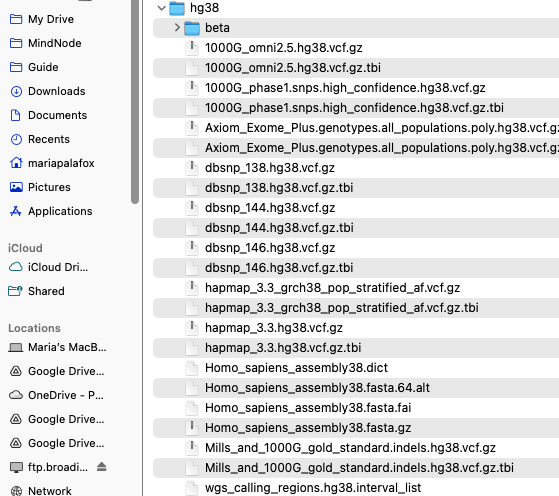 My Drive
MindNode
Guide
Downloads
Documents
Recents
mariapalafox
Pictures
Applications
iCloud
iCloud Dri...
Shared
Locations
Maria's MacB...
Google Drive...
OneDrive - P...
Google Drive...
Google Drive...
ftp.broadi...
Network
hg38
beta
1000G_omni2.5.hg38.vcf.gz
1000G_omni2.5.hg38.vcf.gz.tbi
1000G_phase1.snps.high_confidence.hg38.vcf.gz
1000G_phase1.snps.high_confidence.hg38.vcf.gz.tbi
Axiom_Exome_Plus.genotypes.all_populations.poly.hg38.vcf.gz
Axiom_Exome_Plus.genotypes.all_populations.poly.hg38.vcf.gz
dbsnp_138.hg38.vcf.gz
dbsnp_138.hg38.vcf.gz.tbi
dbsnp_144.hg38.vcf.gz
dbsnp_144.hg38.vcf.gz.tbi
dbsnp_146.hg38.vcf.gz
dbsnp_146.hg38.vcf.gz.tbi
hapmap_3.3_grch38_pop_stratified_af.vcf.gz
hapmap_3.3_grch38_pop_stratified_af.vcf.gz.tbi
hapmap_3.3.hg38.vcf.gz
hapmap_3.3.hg38.vcf.gz.tbi
Homo_sapiens_assembly38.dict
Homo_sapiens_assembly38.fasta.64.alt
Homo_sapiens_assembly38.fasta.fai
Homo_sapiens_assembly38.fasta.gz
Mills_and_1000G_gold_standard.indels.hg38.vcf.gz
Mills_and_1000G_gold_standard.indels.hg38.vcf.gz.tbi
wgs_calling_regions.hg38.interval_list